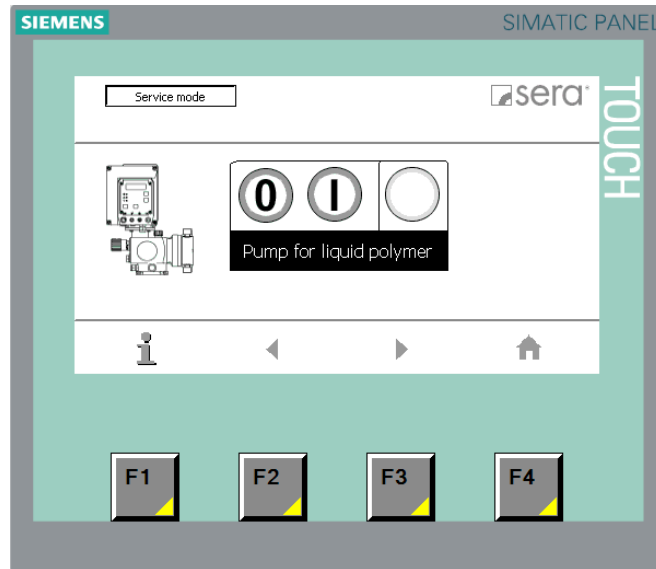 SIEMENS
SIMATIC PANEL
TOUCH
Service mode
sera
0 I
Pump for liquid polymer
i
F1 F2 F3 F4